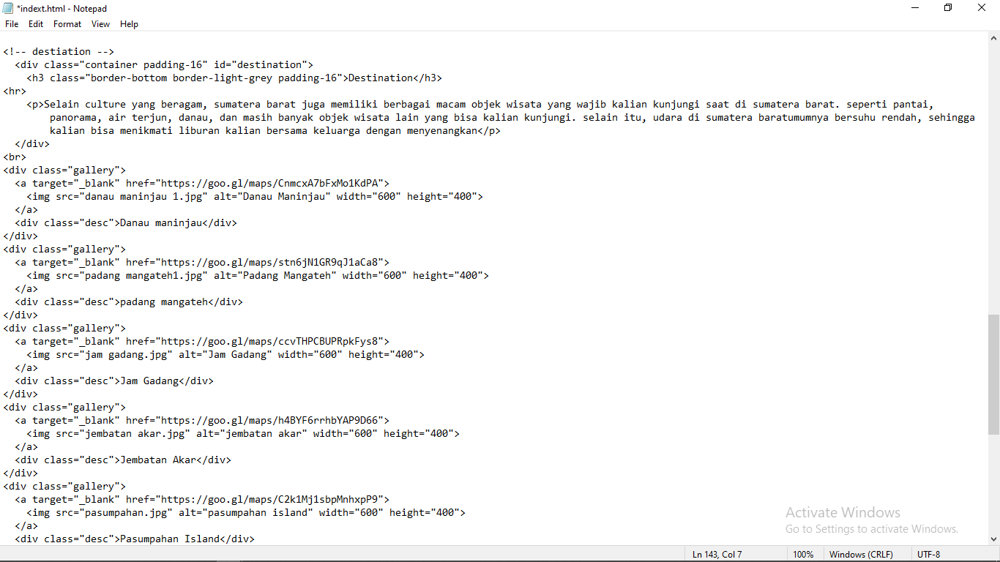 *indext.html - Notepad
File Edit Format View Help
<!-- destiation -->
<div class="container padding-16" id="destination">
<h3 class="border-bottom border-light-grey padding-16">Destination</h3>
<hr>
<p>Selain culture yang beragam, sumatera barat juga memiliki berbagai macam objek wisata yang wajib kalian kunjungi saat di sumatera barat. seperti pantai,
panorama, air terjun, danau, dan masih banyak objek wisata lain yang bisa kalian kunjungi. selain itu, udara di sumatera baratumumnya bersuhu rendah, sehingga
kalian bisa menikmati liburan kalian bersama keluarga dengan menyenangkan</p>
</div>
<br>
<div class="gallery">
<a target="_blank" href="https://goo.gl/maps/CnmcxA7bFxMo1KdPA">
<img src="danau maninjau 1.jpg" alt="Danau Maninjau" width="600" height="400">
</a>
<div class="desc">Danau maninjau</div>
</div>
<div class="gallery">
<a target="_blank" href="https://goo.gl/maps/stn6jN1GR9qJ1aCa8">
<img src="padang mangateh1.jpg" alt="Padang Mangateh" width="600" height="400">
</a>
<div class="desc">padang mangateh</div>
</div>
<div class="gallery">
<a target="_blank" href="https://goo.gl/maps/ccvTHPCBUPRpkFys8">
<img src="jam gadang.jpg" alt="Jam Gadang" width="600" height="400">
</a>
<div class="desc">Jam Gadang</div>
</div>
<div class="gallery">
<a target="_blank" href="https://goo.gl/maps/h4BYF6rrhbYAP9D66">
<img src="jembatan akar.jpg" alt="jembatan akar" width="600" height="400">
</a>
<div class="desc">Jembatan Akar</div>
</div>
<div class="gallery">
<a target="_blank" href="https://goo.gl/maps/C2k1Mj1sbpMnhxpP9">
<img src="pasumpahan.jpg" alt="pasumpahan island" width="600" height="400">
</a>
<div class="desc">Pasumpahan Island</div>
Activate Windows
Go to Settings to activate Windows.
Ln 143, Col 7 100% Windows (CRLF) UTF-8